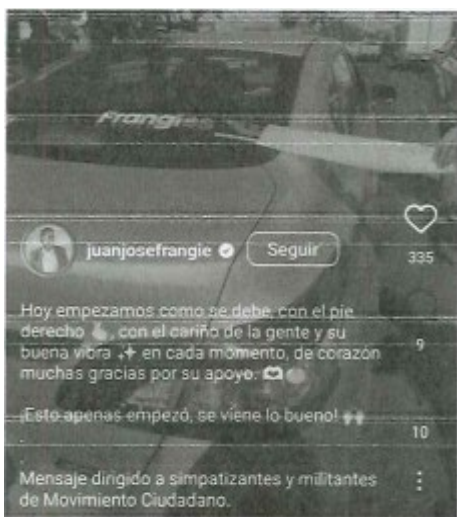 Frangie
juanjosefrangie
Seguir
335
Hoy empezamos como se debe, con el pie
derecho 👆, con el cariño de la gente y su
buena vibra ✨ en cada momento, de corazón
muchas gracias por su apoyo. 🫶🍊
9
¡Esto apenas empezó, se viene lo bueno! 🙌
10
Mensaje dirigido a simpatizantes y militantes
de Movimiento Ciudadano.